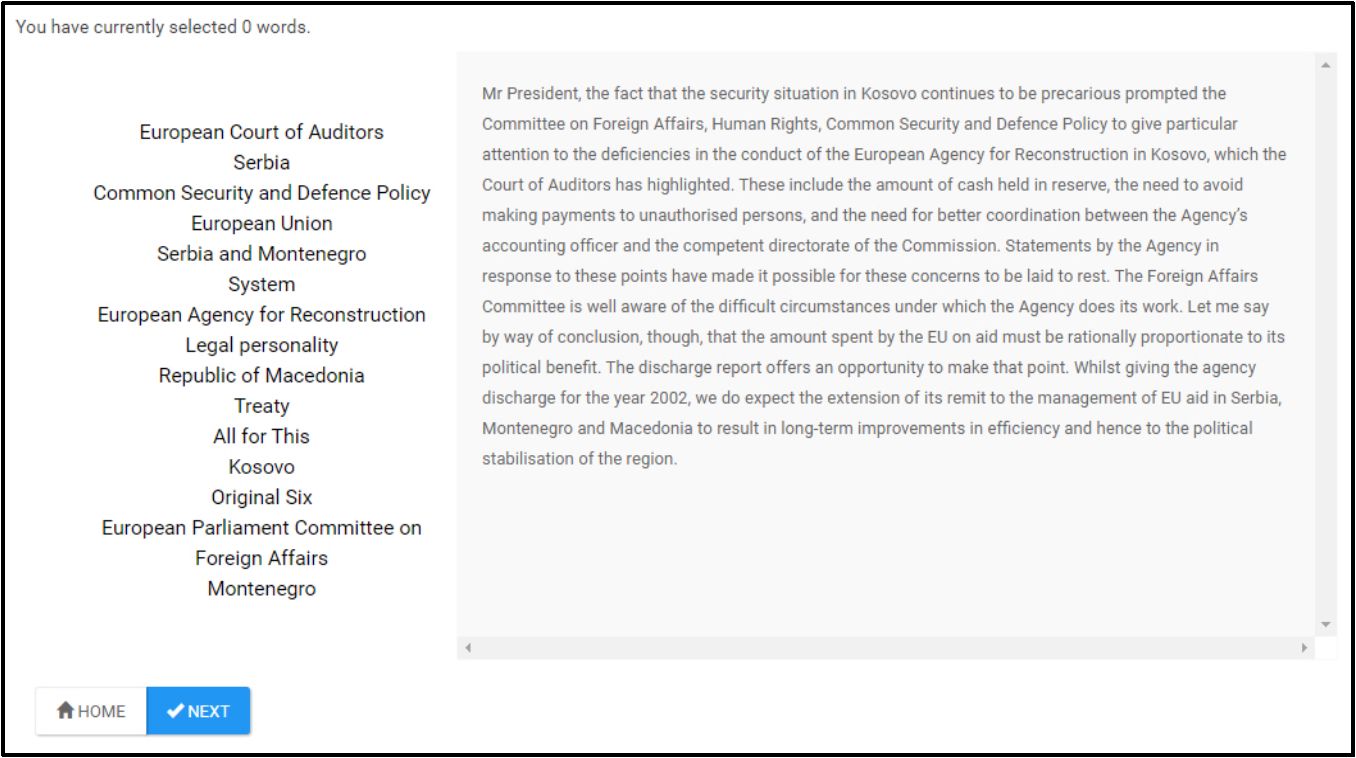 You have currently selected 0 words.
European Court of Auditors
Serbia
Common Security and Defence Policy
European Union
Serbia and Montenegro
System
European Agency for Reconstruction
Legal personality
Republic of Macedonia
Treaty
All for This
Kosovo
Original Six
European Parliament Committee on
Foreign Affairs
Montenegro
Mr President, the fact that the security situation in Kosovo continues to be precarious prompted the
Committee on Foreign Affairs, Human Rights, Common Security and Defence Policy to give particular
attention to the deficiencies in the conduct of the European Agency for Reconstruction in Kosovo, which the
Court of Auditors has highlighted. These include the amount of cash held in reserve, the need to avoid
making payments to unauthorised persons, and the need for better coordination between the Agency's
accounting officer and the competent directorate of the Commission. Statements by the Agency in
response to these points have made it possible for these concerns to be laid to rest. The Foreign Affairs
Committee is well aware of the difficult circumstances under which the Agency does its work. Let me say
by way of conclusion, though, that the amount spent by the EU on aid must be rationally proportionate to its
political benefit. The discharge report offers an opportunity to make that point. Whilst giving the agency
discharge for the year 2002, we do expect the extension of its remit to the management of EU aid in Serbia,
Montenegro and Macedonia to result in long-term improvements in efficiency and hence to the political
stabilisation of the region.
HOME
NEXT